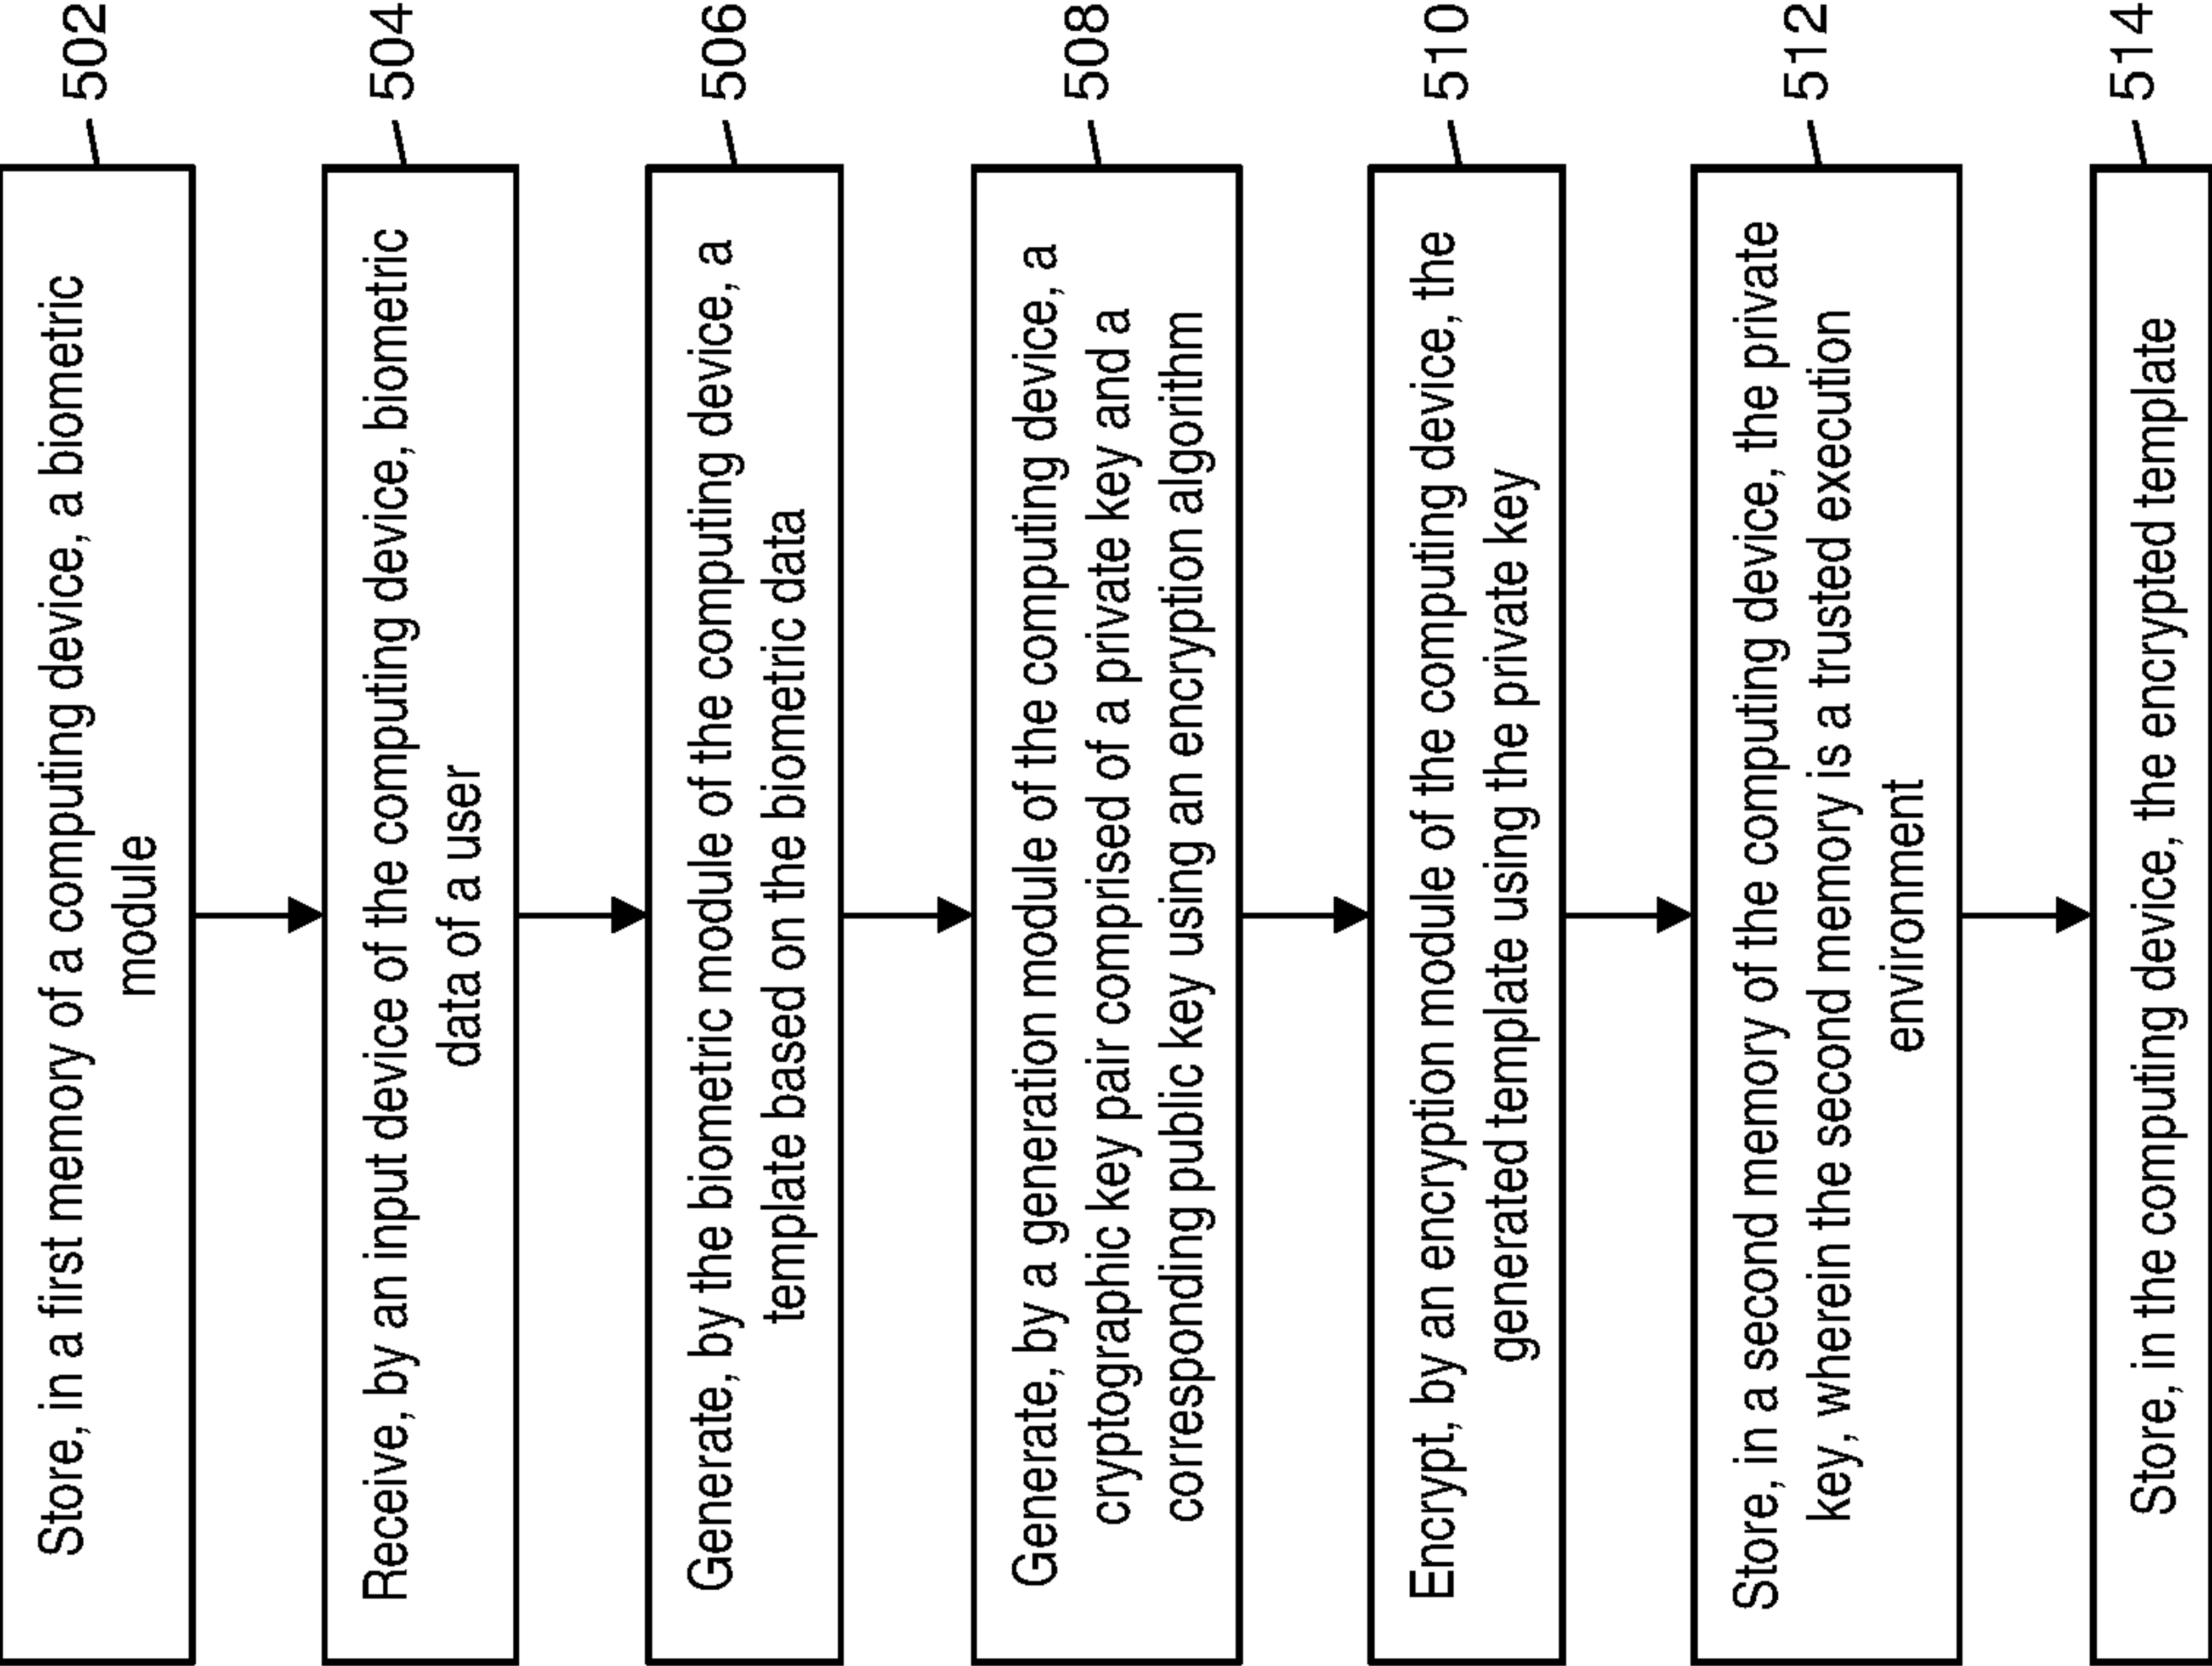 502
Store, in a first memory of a computing device, a biometric
module
504
Receive, by an input device of the computing device, biometric
data of a user
506
Generate, by the biometric module of the computing device, a
template based on the biometric data
508
Generate, by a generation module of the computing device, a
cryptographic key pair comprised of a private key and a
corresponding public key using an encryption algorithm
510
Encrypt, by an encryption module of the computing device, the
generated template using the private key
512
Store, in a second memory of the computing device, the private
key, wherein the second memory is a trusted execution
environment
514
Store, in the computing device, the encrypted template